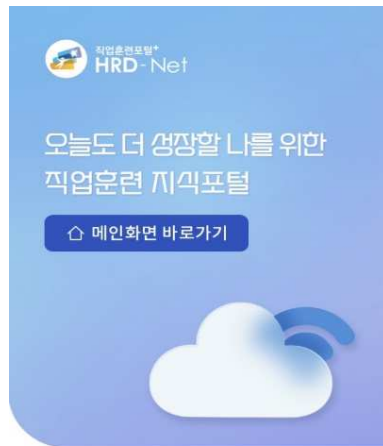 직업훈련포털+
HRD-Net
오늘도 더 성장할 나를 위한
직업훈련 지식포털
메인화면 바로가기